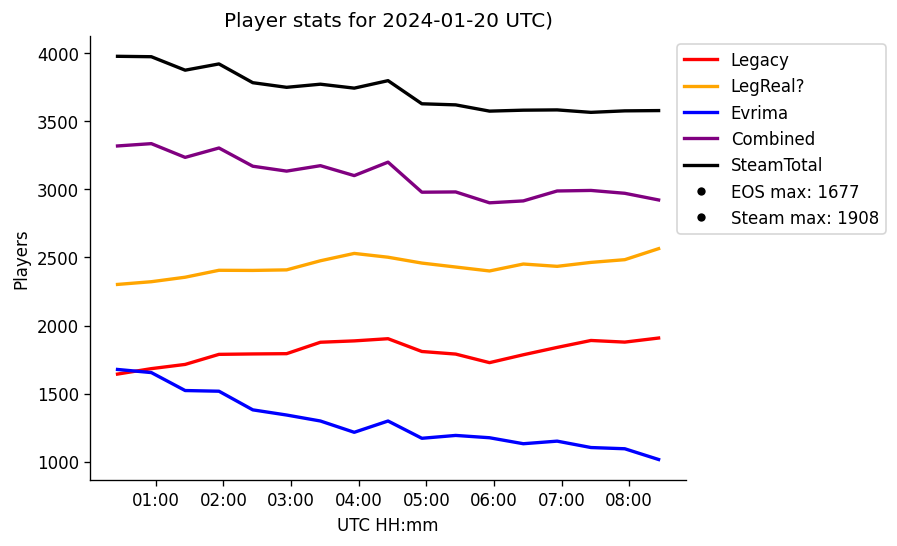 Player stats for 2024-01-20 UTC)
4000
3500
3000
2500
2000
1500
1000
Players
01:00 02:00 03:00 04:00 05:00 06:00 07:00 08:00
UTC HH:mm
Legacy
LegReal?
Evrima
Combined
SteamTotal
EOS max: 1677
Steam max: 1908